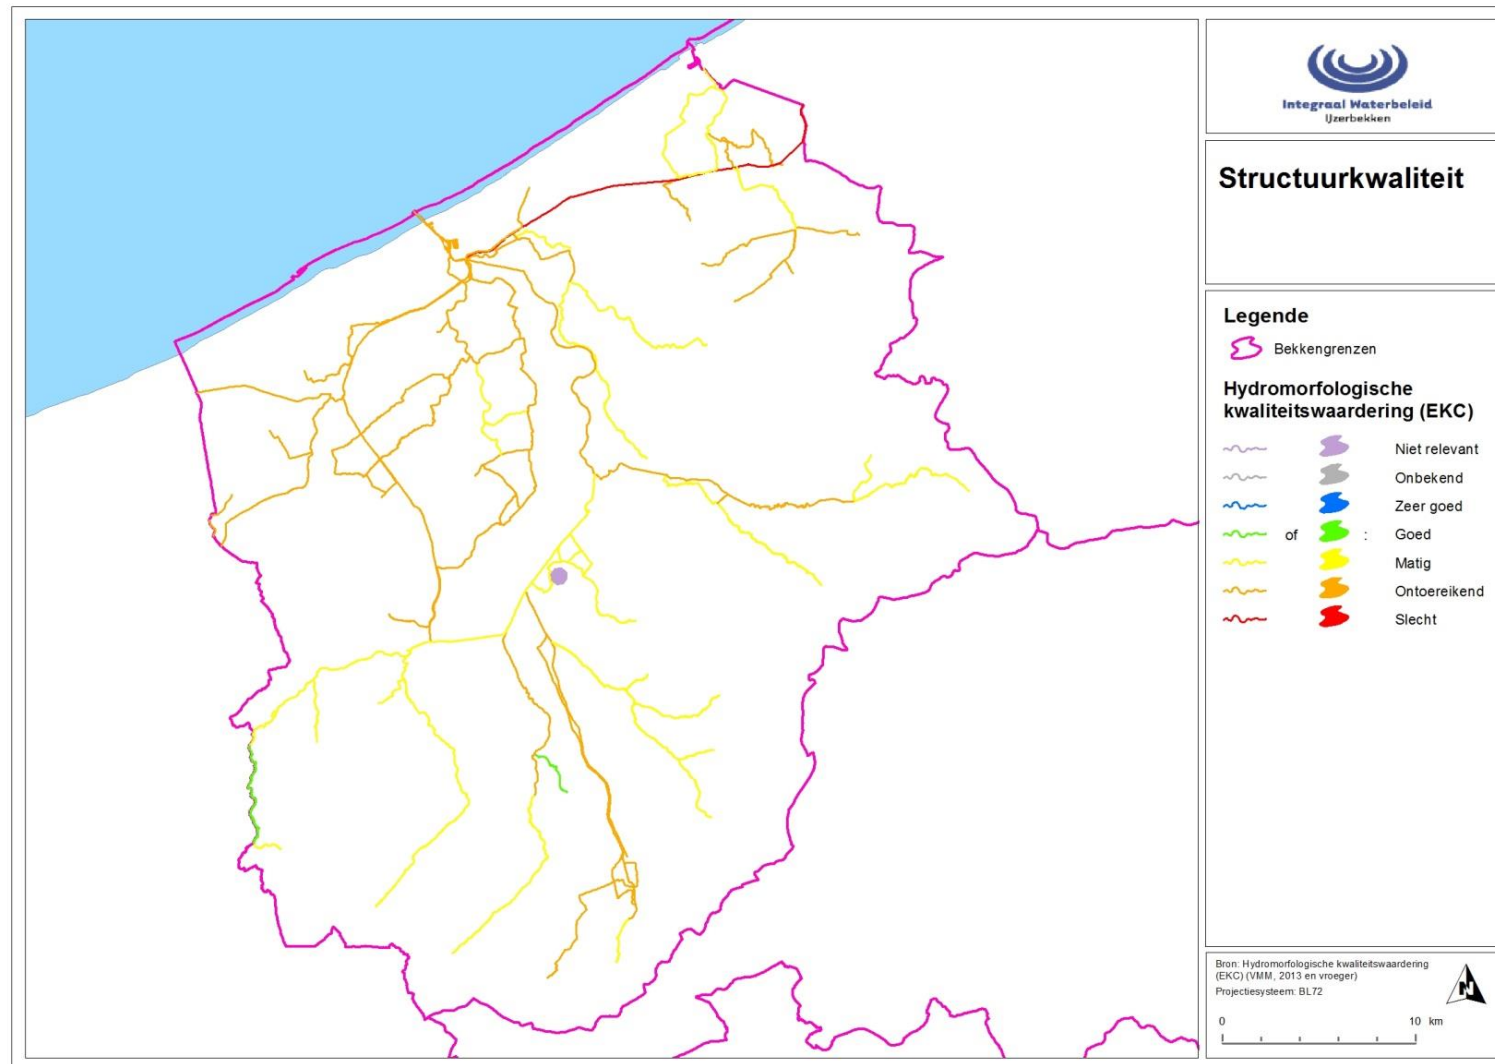 Integraal Waterbeleid
IJzerbekken
Structuurkwaliteit
Legende
Bekkengrenzen
Hydromorfologische
kwaliteitswaardering (EKC)
Niet relevant
Onbekend
Zeer goed
of : Goed
Matig
Ontoereikend
Slecht
Bron: Hydromorfologische kwaliteitswaardering
(EKC) (VMM, 2013 en vroeger)
Projectiesysteem: BL72
N
0 10 km